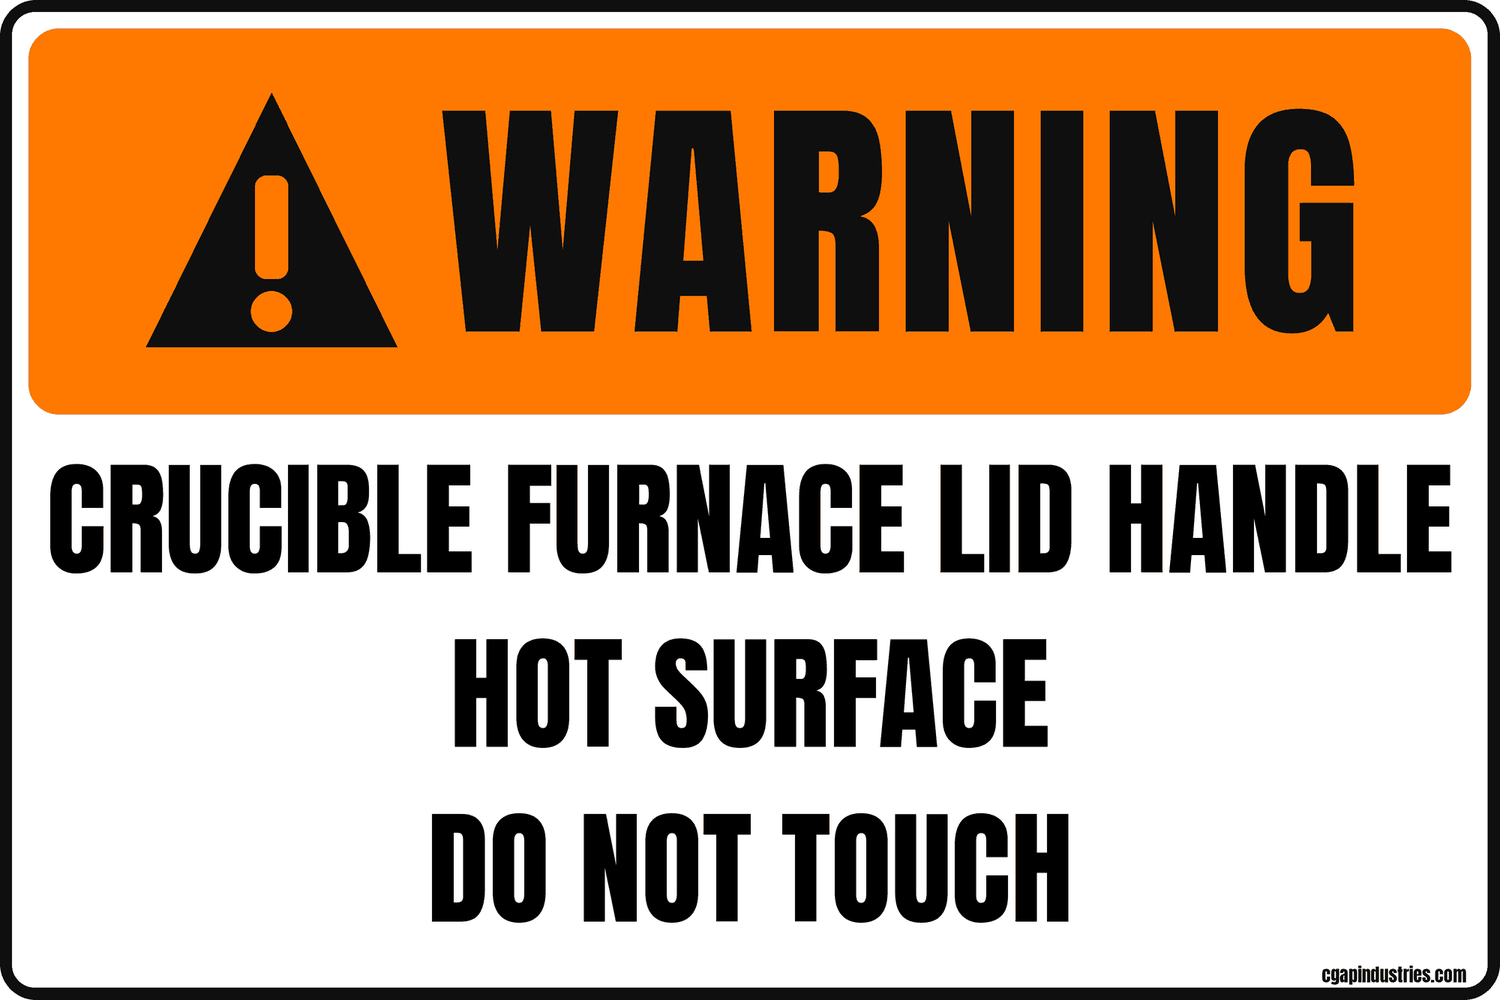 WARNING
CRUCIBLE FURNACE LID HANDLE
HOT SURFACE
DO NOT TOUCH
cgapindustries.com